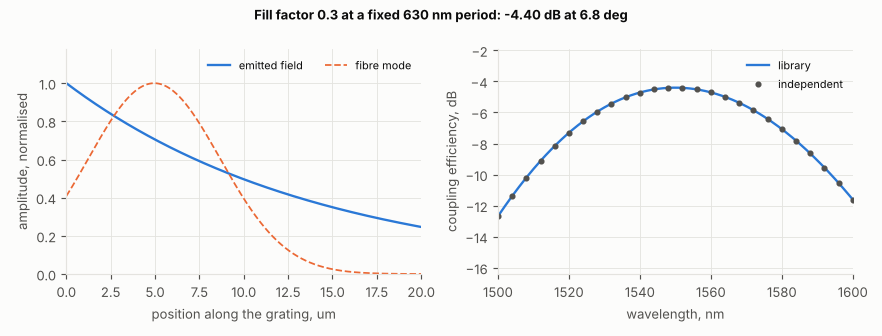 Fill factor 0.3 at a fixed 630 nm period: -4.40 dB at 6.8 deg
emitted field
fibre mode
amplitude, normalised
1.0
0.8
0.6
0.4
0.2
0.0
0.0 2.5 5.0 7.5 10.0 12.5 15.0 17.5 20.0
position along the grating, um
library
independent
coupling efficiency, dB
−2
−4
−6
−8
−10
−12
−14
−16
1500 1520 1540 1560 1580 1600
wavelength, nm